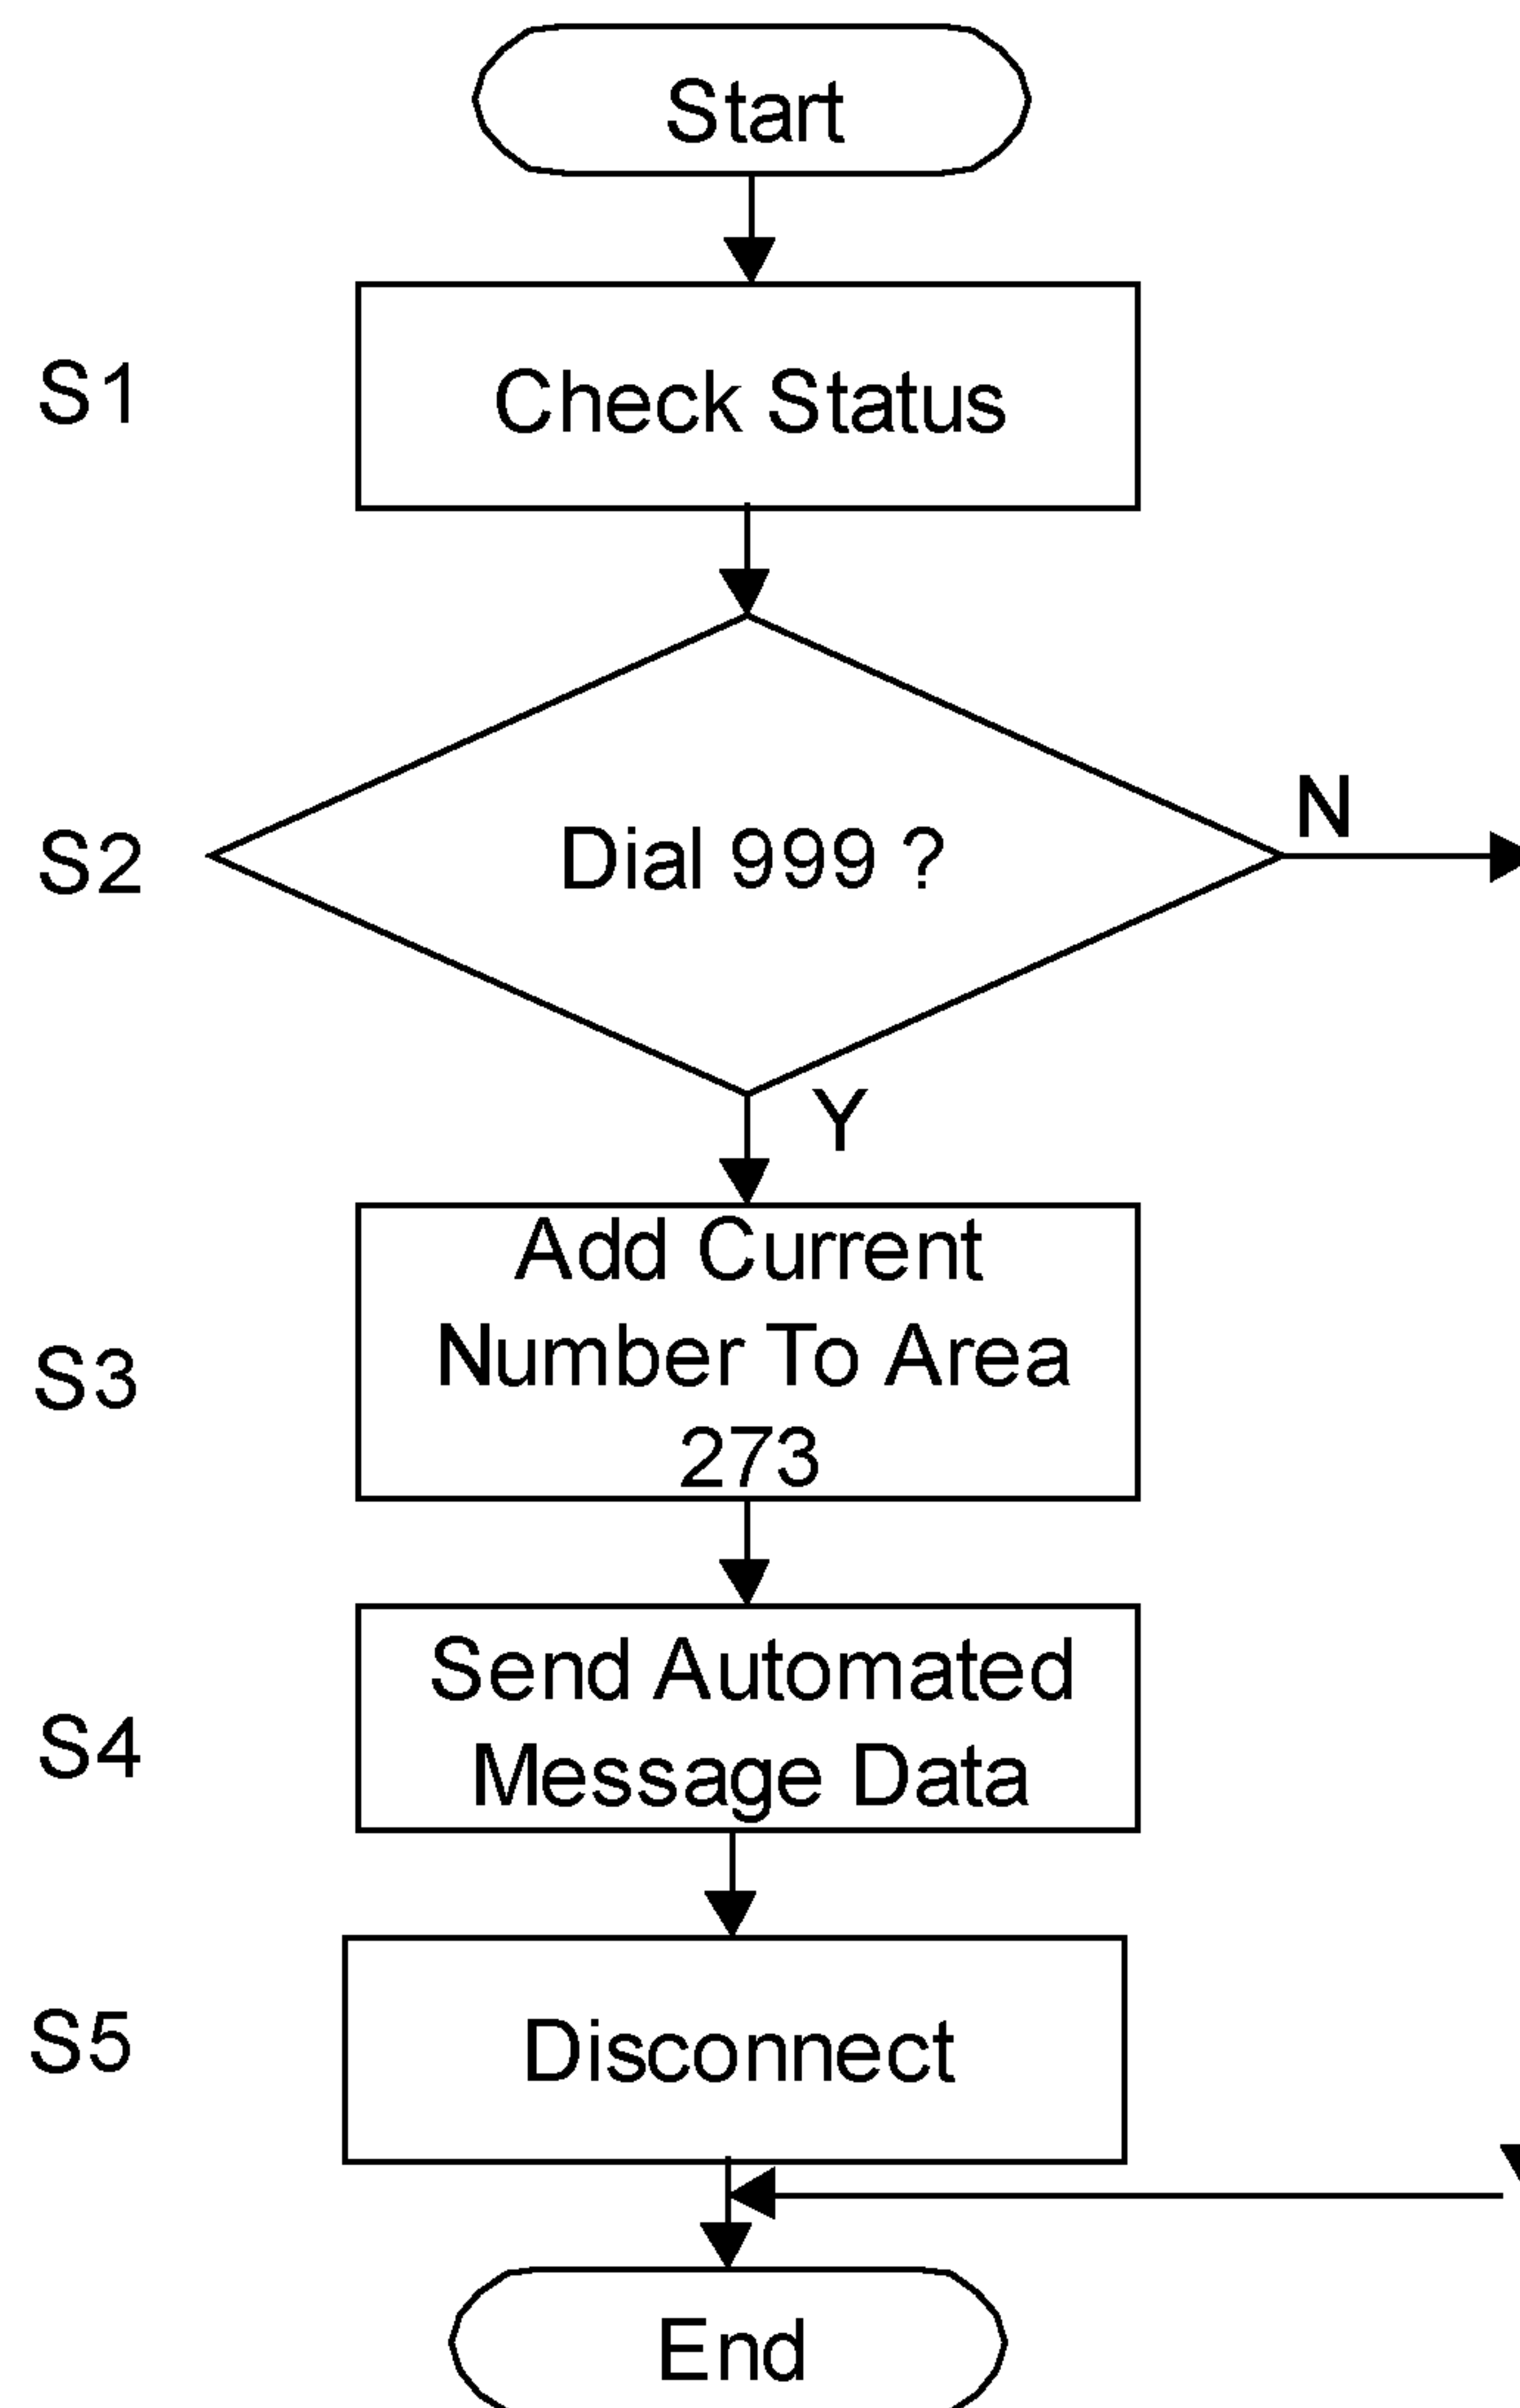 Start
S1
Check Status
S2
Dial 999 ?
N
Y
S3
Add Current
Number To Area
273
S4
Send Automated
Message Data
S5
Disconnect
End